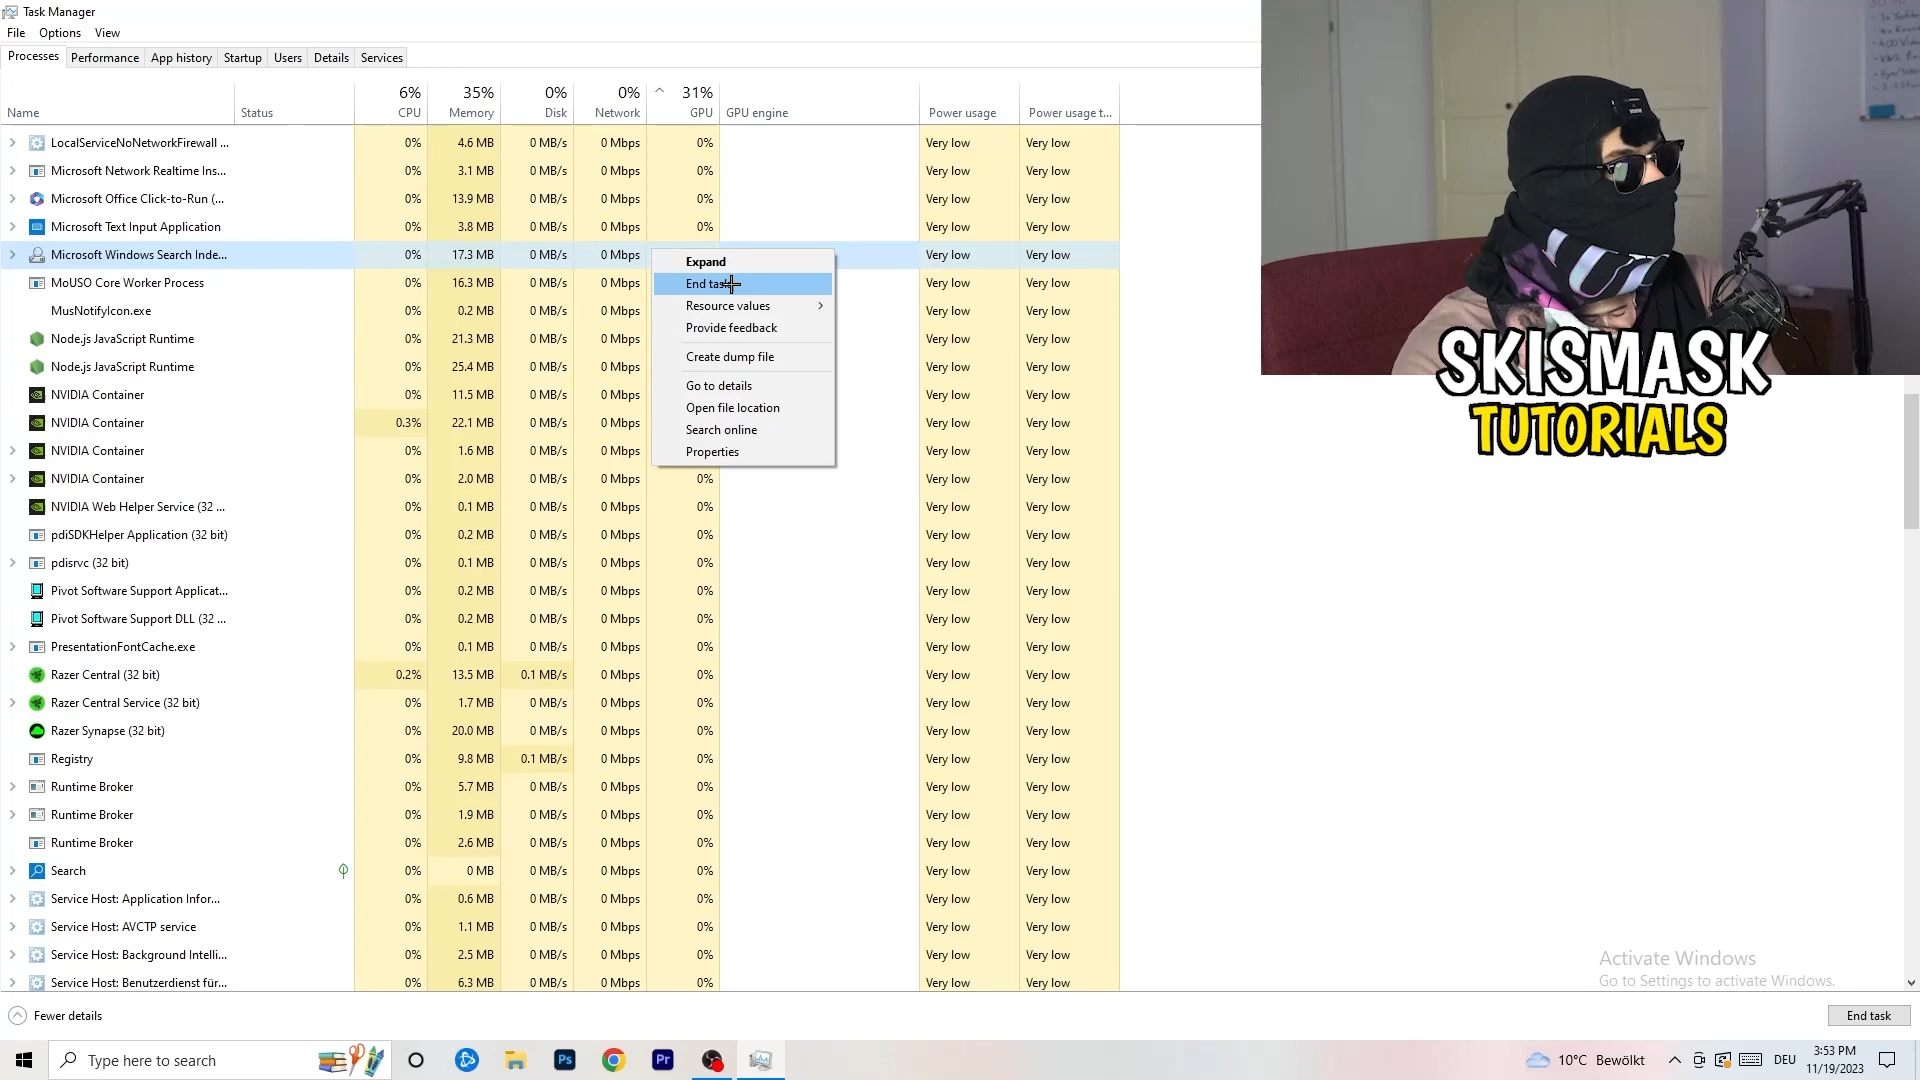 Task Manager
File Options View
Processes Performance App history Startup Users Details Services
6% 35% 0% 0% 31%
Name Status CPU Memory Disk Network GPU GPU engine Power usage Power usage t...
LocalServiceNoNetworkFirewall ... 0% 4.6 MB 0 MB/s 0 Mbps 0% Very low Very low
Microsoft Network Realtime Ins... 0% 3.1 MB 0 MB/s 0 Mbps 0% Very low Very low
Microsoft Office Click-to-Run (... 0% 13.9 MB 0 MB/s 0 Mbps 0% Very low Very low
Microsoft Text Input Application 0% 3.8 MB 0 MB/s 0 Mbps 0% Very low Very low
Microsoft Windows Search Inde... 0% 17.3 MB 0 MB/s 0 Mbps Very low Very low
MoUSO Core Worker Process 0% 16.3 MB 0 MB/s 0 Mbps Very low Very low
MusNotifyIcon.exe 0% 0.2 MB 0 MB/s 0 Mbps Very low Very low
Node.js JavaScript Runtime 0% 21.3 MB 0 MB/s 0 Mbps Very low Very low
Node.js JavaScript Runtime 0% 25.4 MB 0 MB/s 0 Mbps Very low Very low
NVIDIA Container 0% 11.5 MB 0 MB/s 0 Mbps Very low Very low
NVIDIA Container 0.3% 22.1 MB 0 MB/s 0 Mbps Very low Very low
NVIDIA Container 0% 1.6 MB 0 MB/s 0 Mbps Very low Very low
NVIDIA Container 0% 2.0 MB 0 MB/s 0 Mbps 0% Very low Very low
NVIDIA Web Helper Service (32 ... 0% 0.1 MB 0 MB/s 0 Mbps 0% Very low Very low
pdiSDKHelper Application (32 bit) 0% 0.2 MB 0 MB/s 0 Mbps 0% Very low Very low
pdisrvc (32 bit) 0% 0.1 MB 0 MB/s 0 Mbps 0% Very low Very low
Pivot Software Support Applicat... 0% 0.2 MB 0 MB/s 0 Mbps 0% Very low Very low
Pivot Software Support DLL (32 ... 0% 0.2 MB 0 MB/s 0 Mbps 0% Very low Very low
PresentationFontCache.exe 0% 0.1 MB 0 MB/s 0 Mbps 0% Very low Very low
Razer Central (32 bit) 0.2% 13.5 MB 0.1 MB/s 0 Mbps 0% Very low Very low
Razer Central Service (32 bit) 0% 1.7 MB 0 MB/s 0 Mbps 0% Very low Very low
Razer Synapse (32 bit) 0% 20.0 MB 0 MB/s 0 Mbps 0% Very low Very low
Registry 0% 9.8 MB 0.1 MB/s 0 Mbps 0% Very low Very low
Runtime Broker 0% 5.7 MB 0 MB/s 0 Mbps 0% Very low Very low
Runtime Broker 0% 1.9 MB 0 MB/s 0 Mbps 0% Very low Very low
Runtime Broker 0% 2.6 MB 0 MB/s 0 Mbps 0% Very low Very low
Search 0% 0 MB 0 MB/s 0 Mbps 0% Very low Very low
Service Host: Application Infor... 0% 0.6 MB 0 MB/s 0 Mbps 0% Very low Very low
Service Host: AVCTP service 0% 1.1 MB 0 MB/s 0 Mbps 0% Very low Very low
Service Host: Background Intelli... 0% 2.5 MB 0 MB/s 0 Mbps 0% Very low Very low
Service Host: Benutzerdienst für... 0% 6.3 MB 0 MB/s 0 Mbps 0% Very low Very low
Expand
End task
Resource values
Provide feedback
Create dump file
Go to details
Open file location
Search online
Properties
SKISMASK
TUTORIALS
Activate Windows
Go to Settings to activate Windows.
Fewer details End task
Type here to search Ps Pr 10°C Bewölkt DEU 3:53 PM
11/19/2023